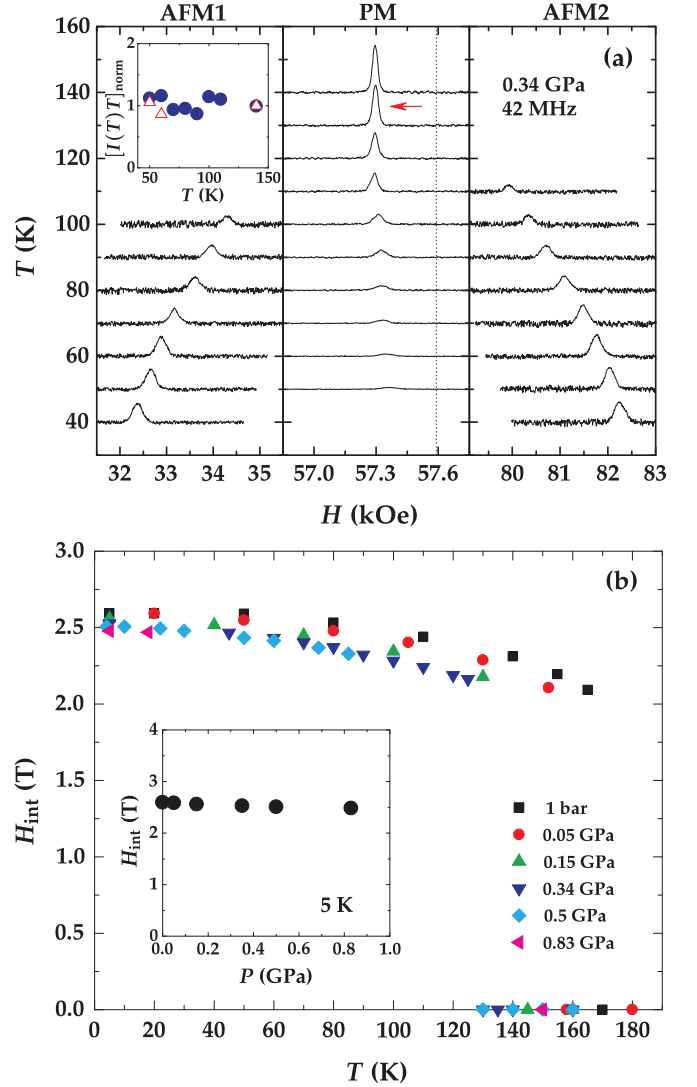 AFM1 PM AFM2
(a)
0.34 GPa
42 MHz
T (K)
160
140
120
100
80
60
40
[I(T)T]norm
2
1
0
50 100 150
T (K)
32 33 34 35 57.0 57.3 57.6 80 81 82 83
H (kOe)
(b)
Hint (T)
3.0
2.5
2.0
1.5
1.0
0.5
0.0
Hint (T)
4
3
2
1
0
5 K
0.0 0.2 0.4 0.6 0.8 1.0
P (GPa)
1 bar
0.05 GPa
0.15 GPa
0.34 GPa
0.5 GPa
0.83 GPa
0 20 40 60 80 100 120 140 160 180
T (K)